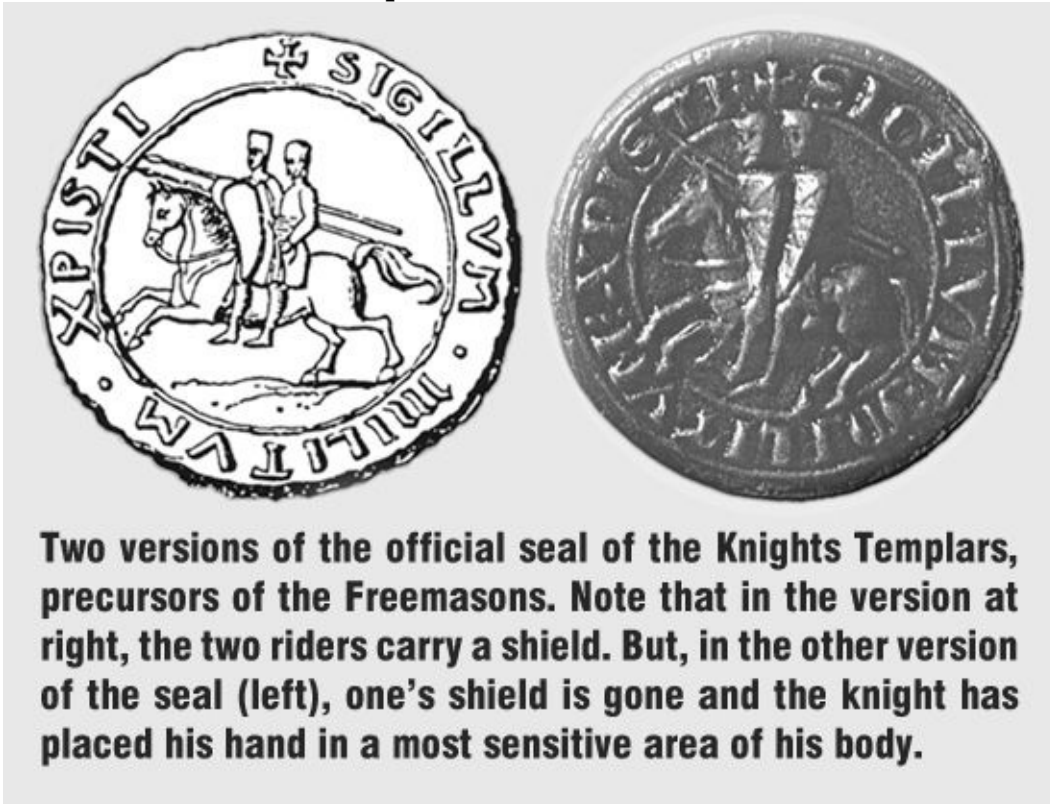 ✠ SIGILLVM · MILITVM · XPISTI
Two versions of the official seal of the Knights Templars,
precursors of the Freemasons. Note that in the version at
right, the two riders carry a shield. But, in the other version
of the seal (left), one's shield is gone and the knight has
placed his hand in a most sensitive area of his body.